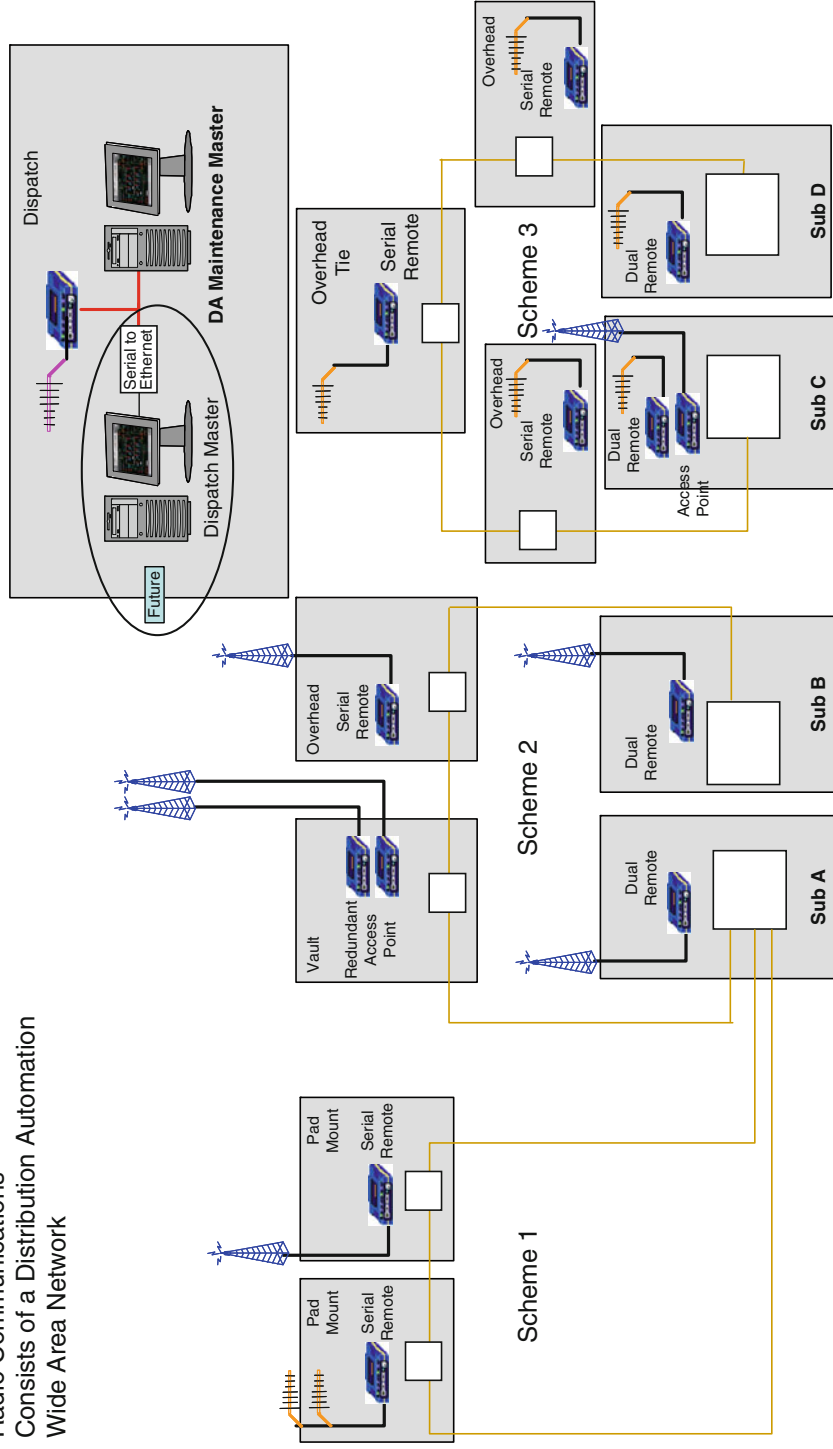 Consists of a Distribution Automation
Wide Area Network
Dispatch
Future
Dispatch Master
Serial to
Ethernet
DA Maintenance Master
Pad
Mount
Serial
Remote
Pad
Mount
Serial
Remote
Scheme 1
Vault
Redundant
Access
Point
Overhead
Serial
Remote
Scheme 2
Dual
Remote
Sub A
Dual
Remote
Sub B
Overhead
Tie
Serial
Remote
Overhead
Serial
Remote
Scheme 3
Overhead
Serial
Remote
Dual
Remote
Access
Point
Sub C
Dual
Remote
Sub D